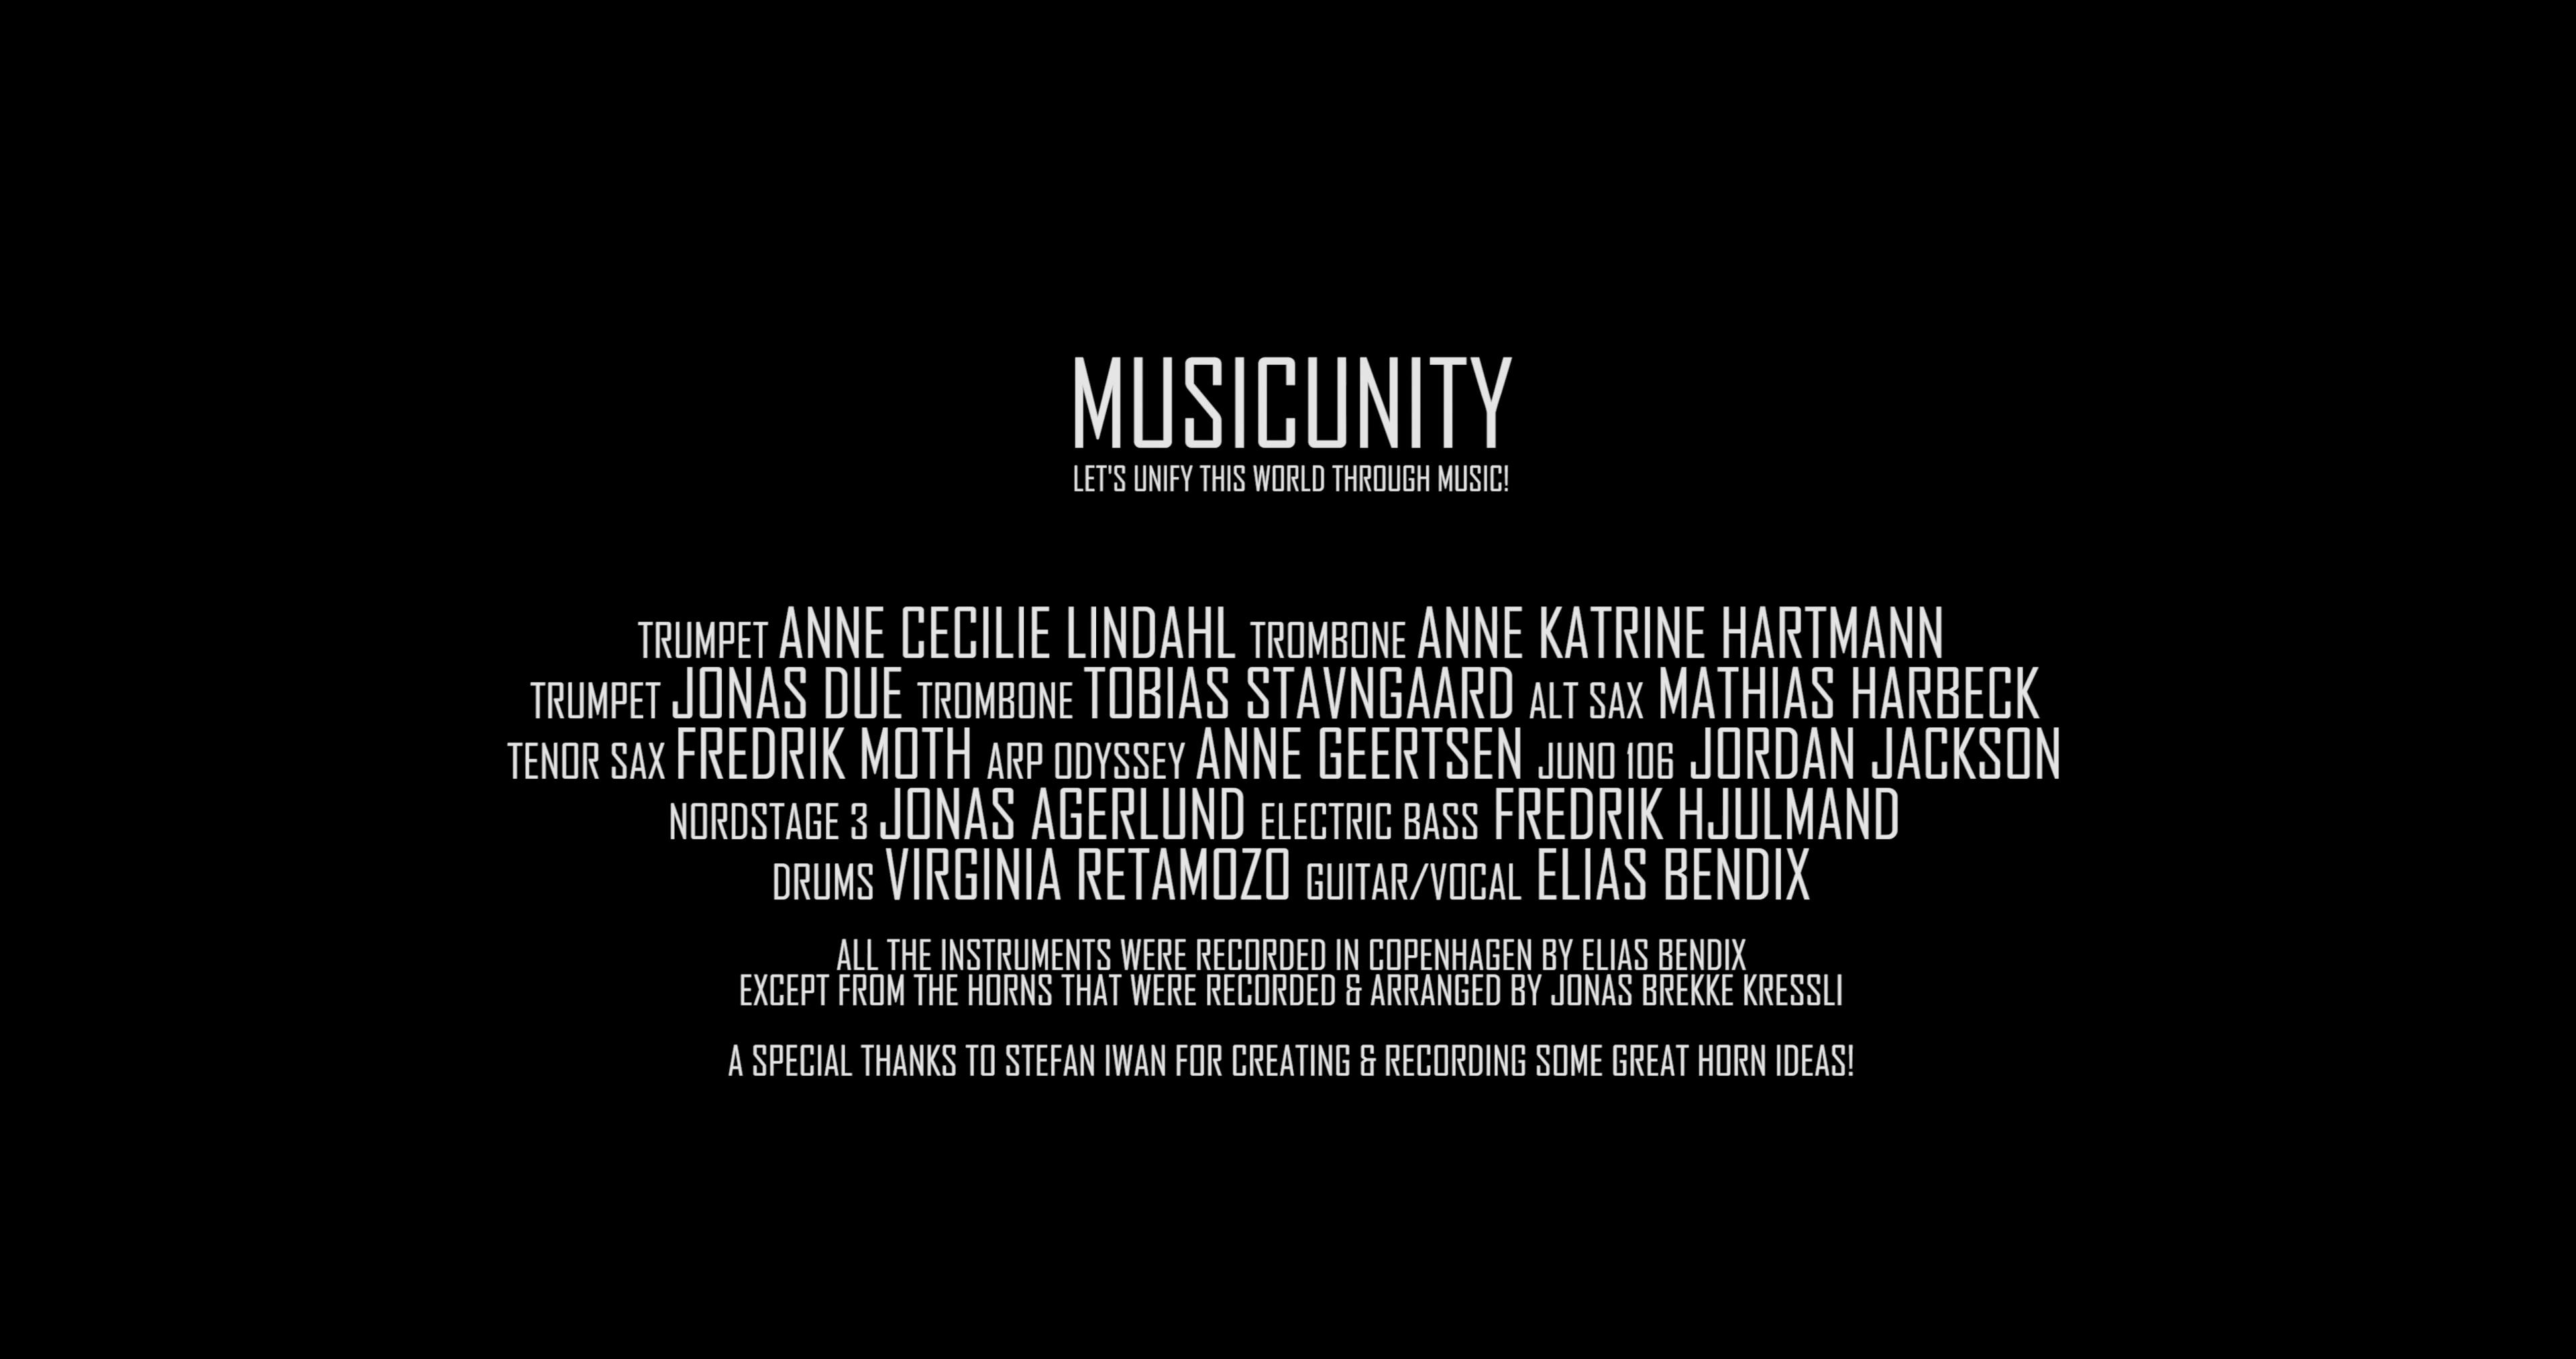 MUSICUNITY
LET'S UNIFY THIS WORLD THROUGH MUSIC!
TRUMPET ANNE CECILIE LINDAHL TROMBONE ANNE KATRINE HARTMANN
TRUMPET JONAS DUE TROMBONE TOBIAS STAVNGAARD ALT SAX MATHIAS HARBECK
TENOR SAX FREDRIK MOTH ARP ODYSSEY ANNE GEERTSEN JUNO 106 JORDAN JACKSON
NORDSTAGE 3 JONAS AGERLUND ELECTRIC BASS FREDRIK HJULMAND
DRUMS VIRGINIA RETAMOZO GUITAR/VOCAL ELIAS BENDIX
ALL THE INSTRUMENTS WERE RECORDED IN COPENHAGEN BY ELIAS BENDIX
EXCEPT FROM THE HORNS THAT WERE RECORDED & ARRANGED BY JONAS BREKKE KRESSLI
A SPECIAL THANKS TO STEFAN IWAN FOR CREATING & RECORDING SOME GREAT HORN IDEAS!